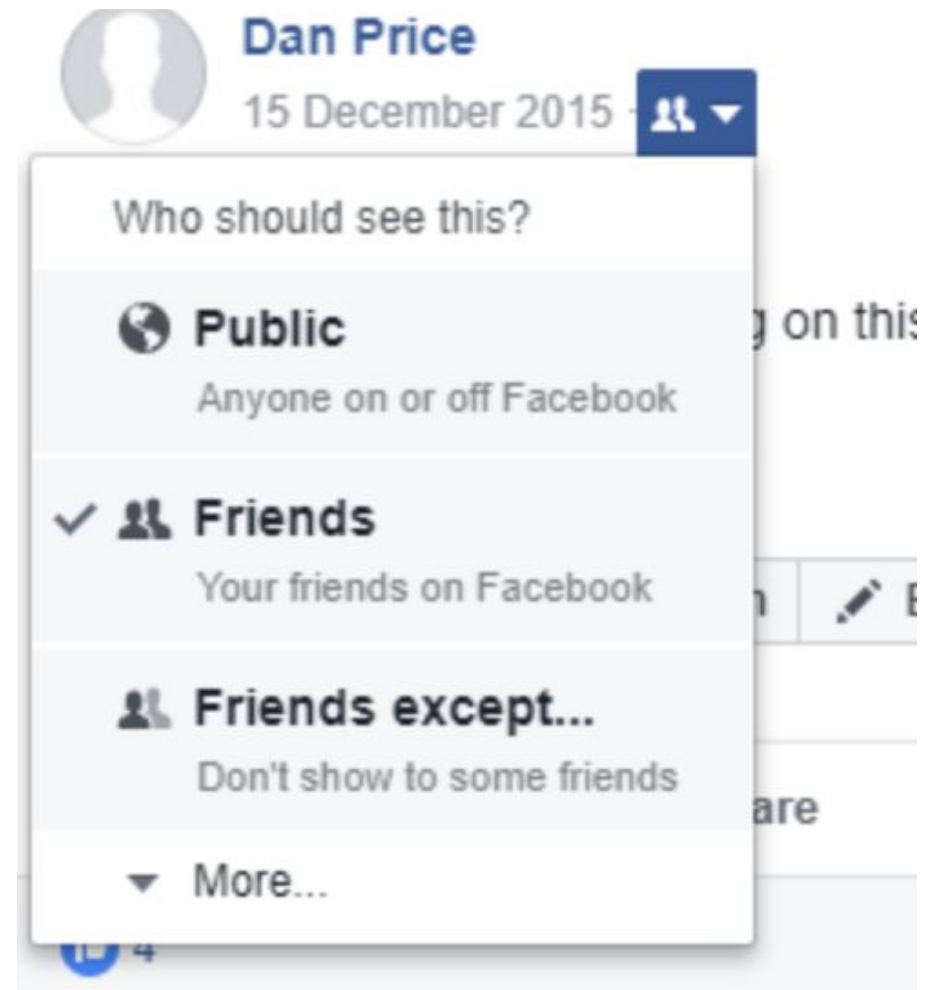 Dan Price
15 December 2015 ·
Who should see this?
Public
g on this
Anyone on or off Facebook
Friends
Your friends on Facebook
Friends except...
Don't show to some friends
are
More...
4